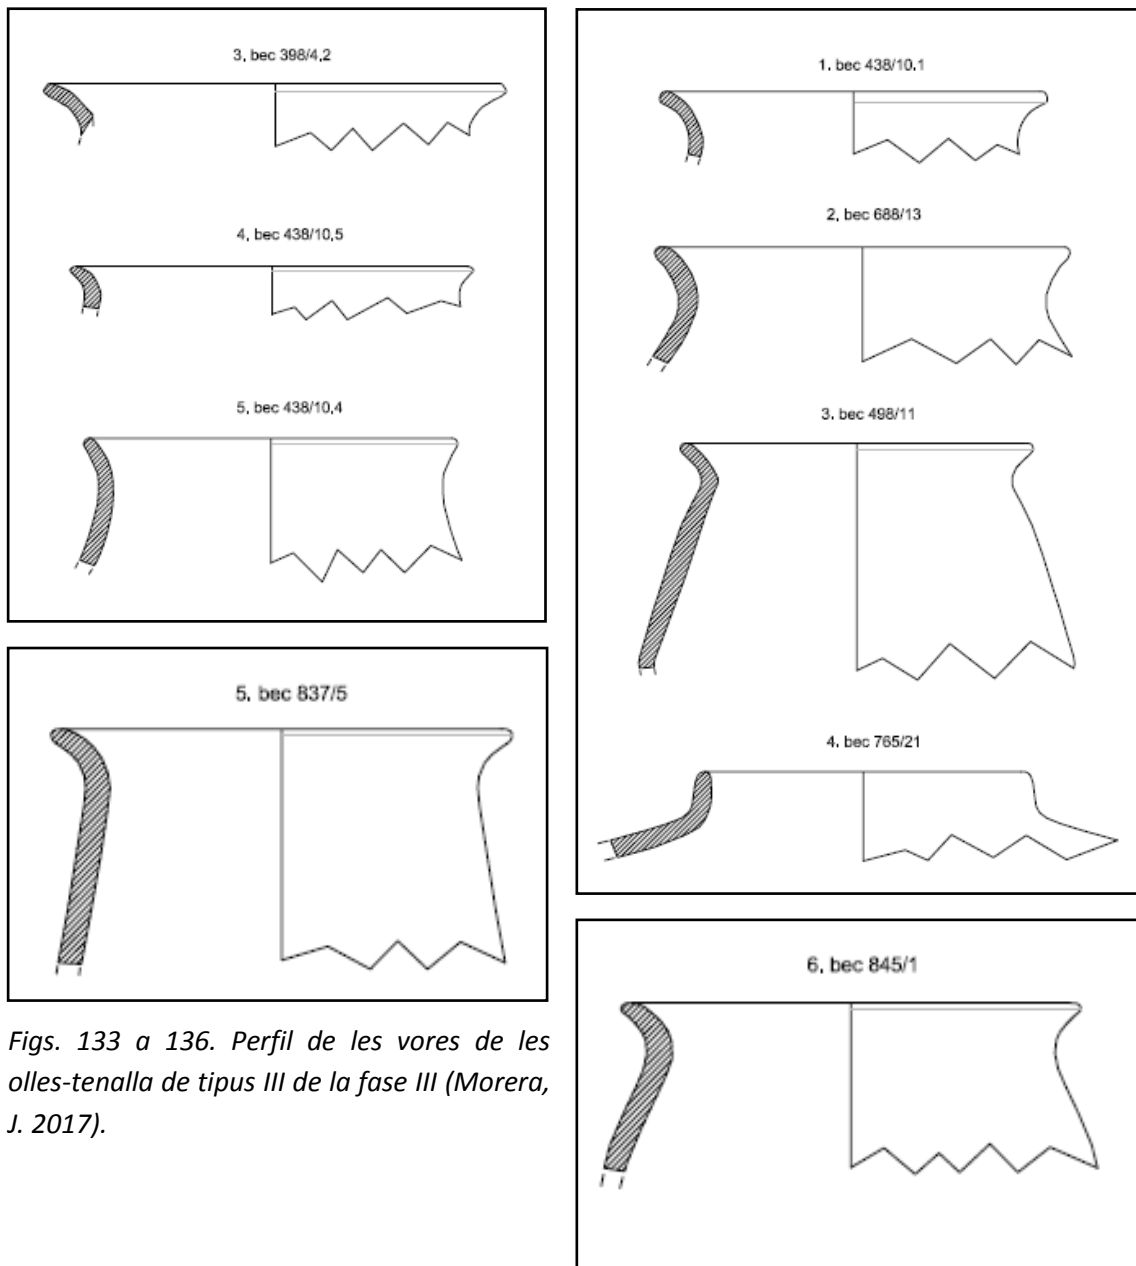 3, bec 398/4,2
4, bec 438/10,5
5, bec 438/10,4
5, bec 837/5
Figs. 133 a 136. Perfil de les vores de les
olles-tenalla de tipus III de la fase III (Morera,
J. 2017).
1. bec 438/10.1
2, bec 688/13
3. bec 498/11
4. bec 765/21
6, bec 845/1